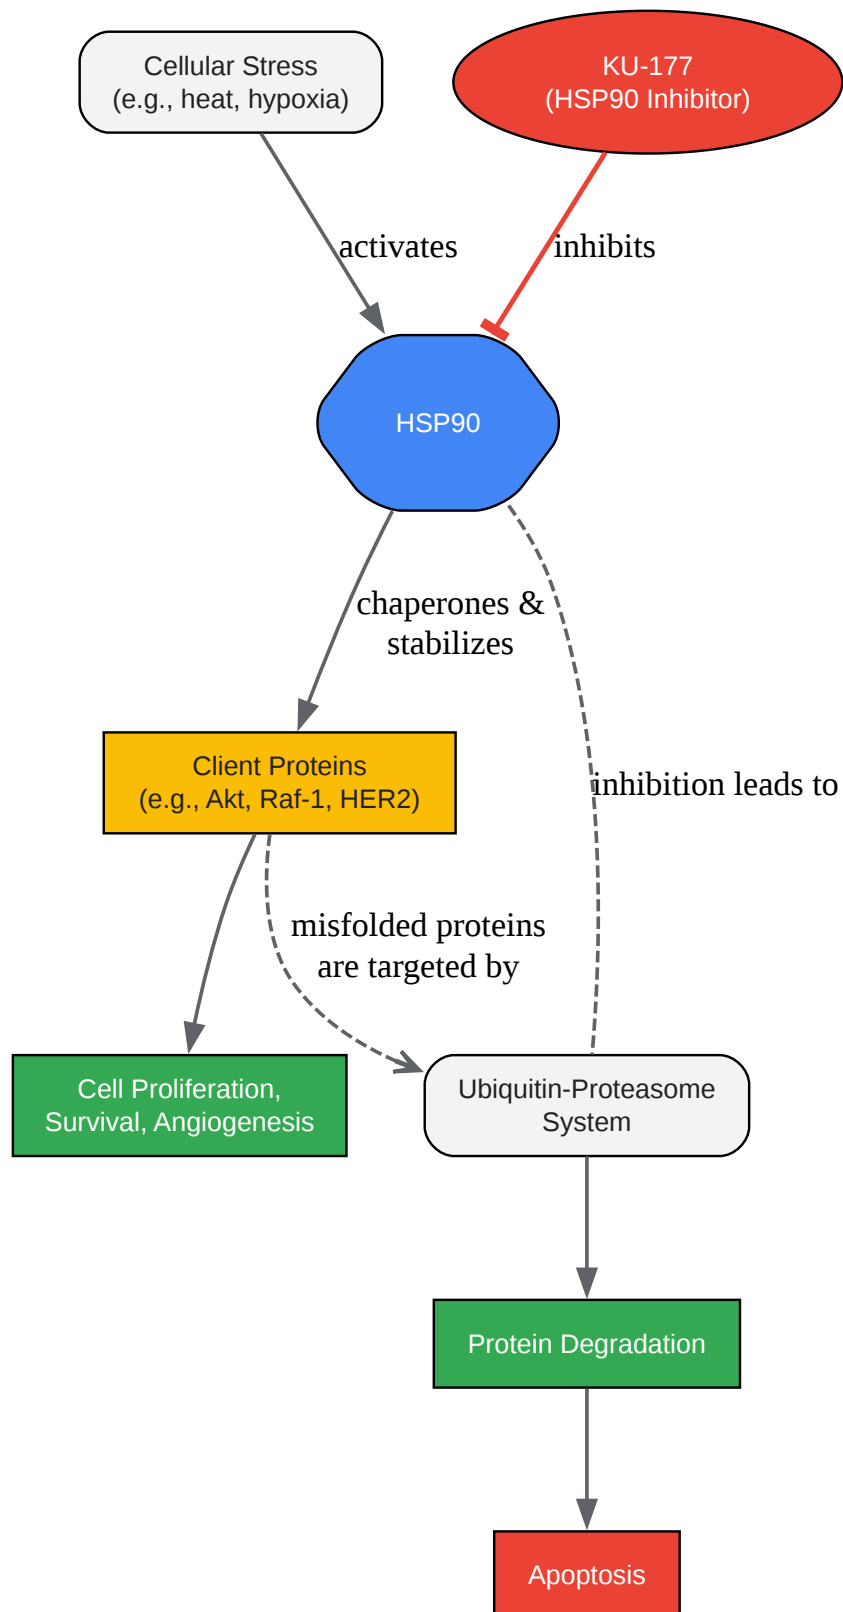 Cellular Stress
(e.g., heat, hypoxia)
KU-177
(HSP90 Inhibitor)
activates
inhibits
HSP90
chaperones &
stabilizes
Client Proteins
(e.g., Akt, Raf-1, HER2)
inhibition leads to
misfolded proteins
are targeted by
Cell Proliferation,
Survival, Angiogenesis
Ubiquitin-Proteasome
System
Protein Degradation
Apoptosis